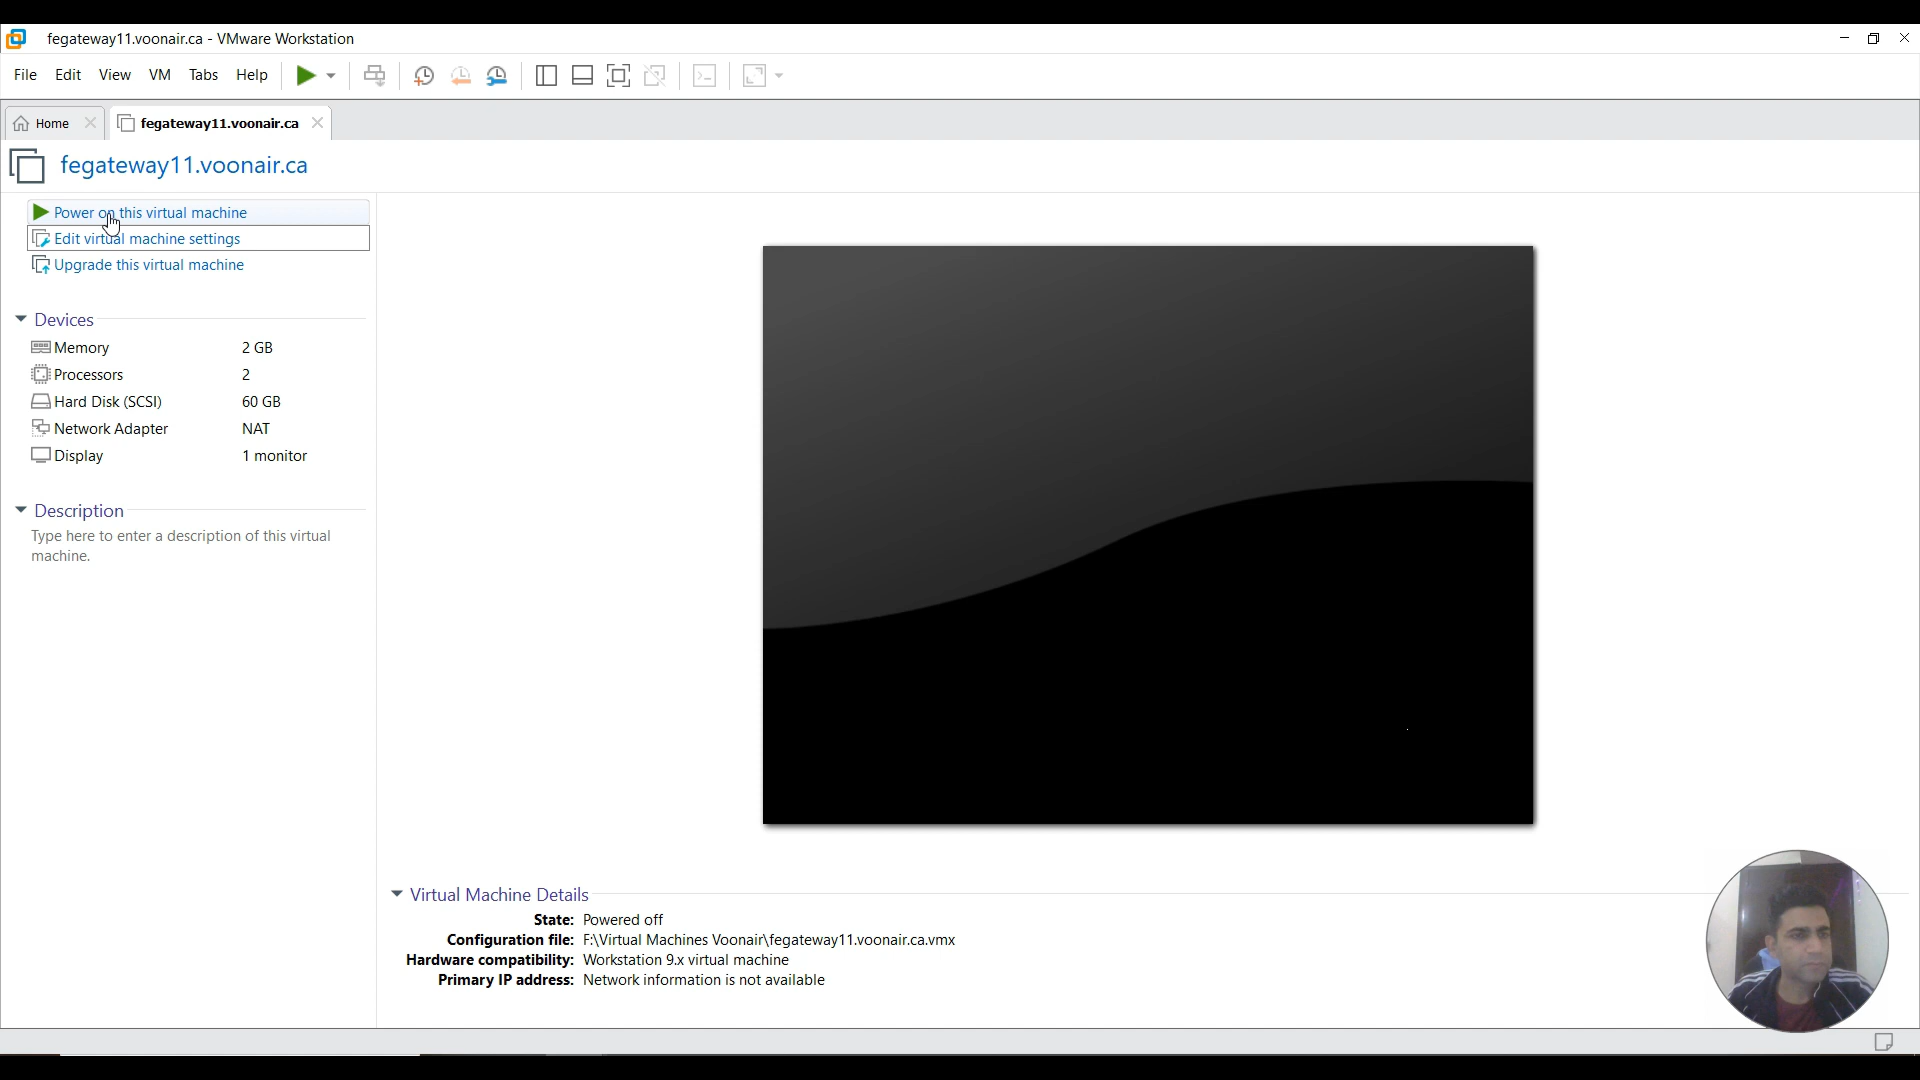 fegateway11.voonair.ca - VMware Workstation
File Edit View VM Tabs Help
Home
fegateway11.voonair.ca
fegateway11.voonair.ca
Power on this virtual machine
Edit virtual machine settings
Upgrade this virtual machine
Devices
Memory 2 GB
Processors 2
Hard Disk (SCSI) 60 GB
Network Adapter NAT
Display 1 monitor
Description
Type here to enter a description of this virtual
machine.
Virtual Machine Details
State: Powered off
Configuration file: F:\Virtual Machines Voonair\fegateway11.voonair.ca.vmx
Hardware compatibility: Workstation 9.x virtual machine
Primary IP address: Network information is not available